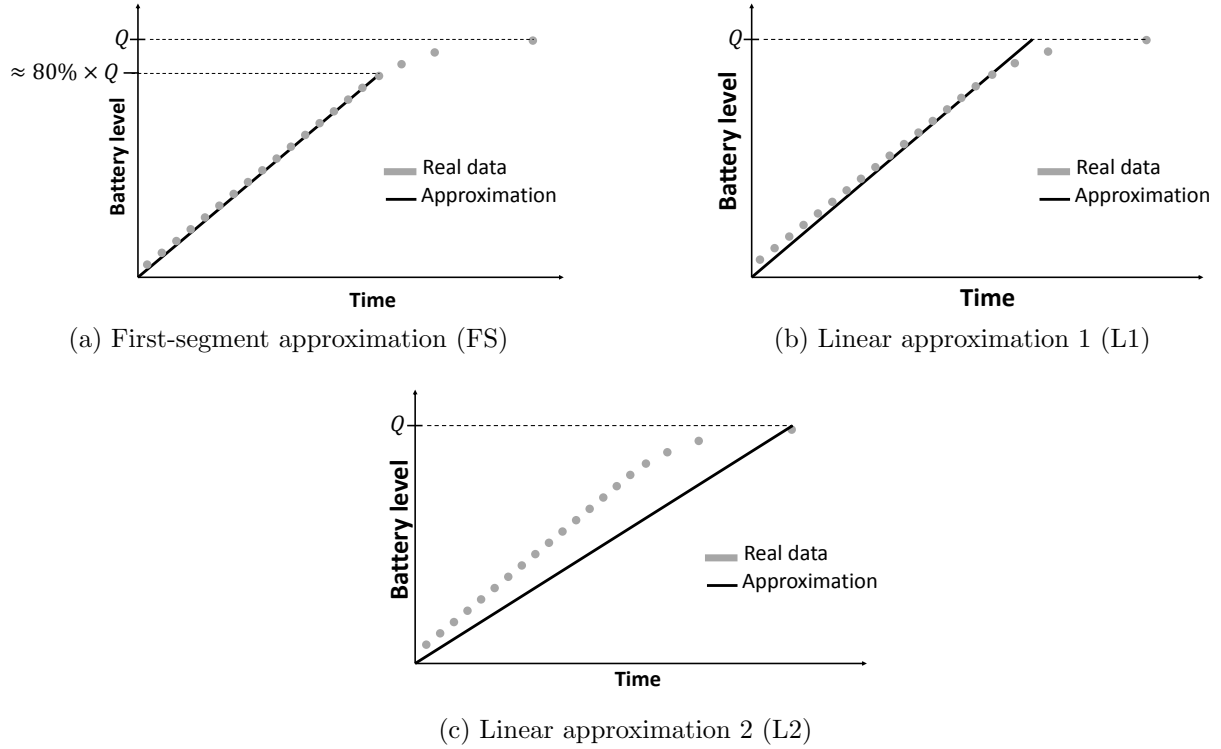 Q
≈ 80% × Q
Battery level
Real data
Approximation
Time
(a) First-segment approximation (FS)
Q
Battery level
Real data
Approximation
Time
(b) Linear approximation 1 (L1)
Q
Battery level
Real data
Approximation
Time
(c) Linear approximation 2 (L2)